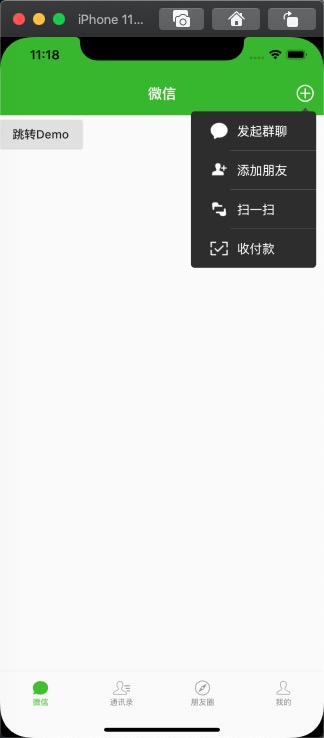 iPhone 11...
11:18
微信
跳转Demo
发起群聊
添加朋友
扫一扫
收付款
微信
通讯录
朋友圈
我的